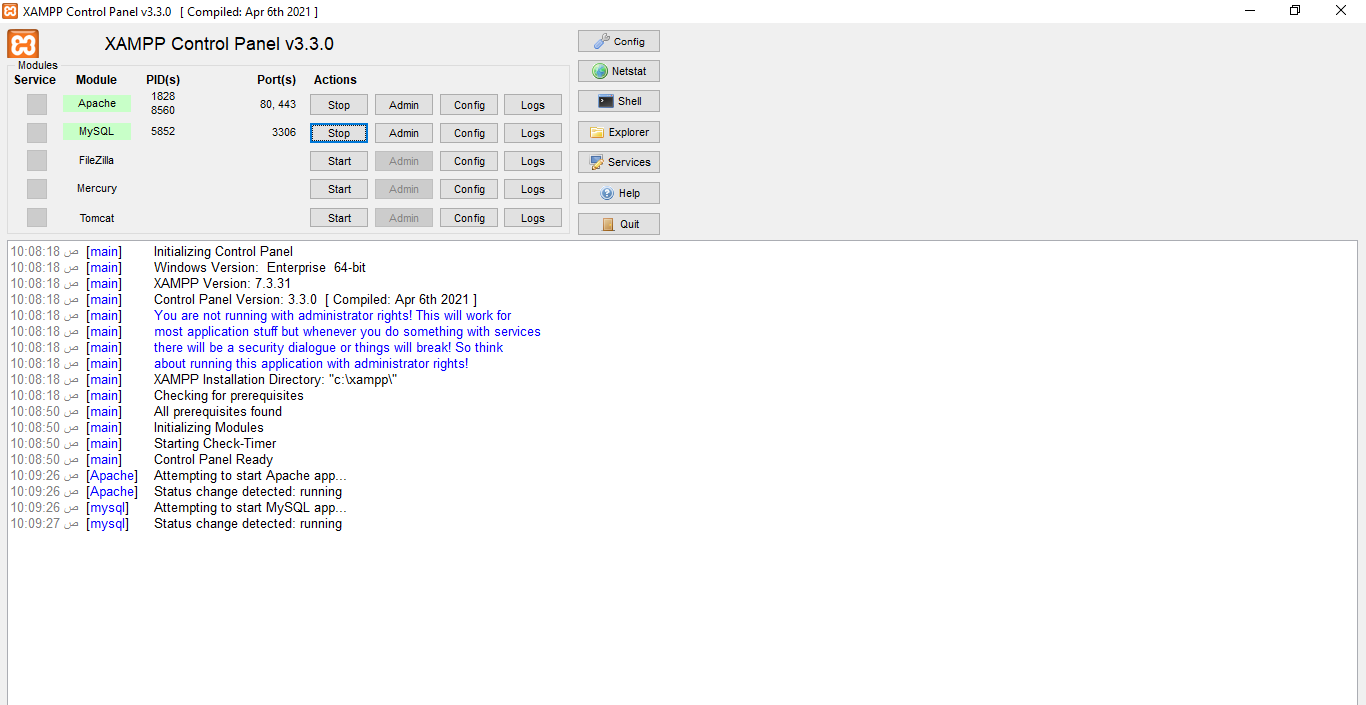 XAMPP Control Panel v3.3.0 [ Compiled: Apr 6th 2021 ]
XAMPP Control Panel v3.3.0
Modules
Service Module PID(s) Port(s) Actions
Apache 1828 8560 80, 443 Stop Admin Config Logs
MySQL 5852 3306 Stop Admin Config Logs
FileZilla Start Admin Config Logs
Mercury Start Admin Config Logs
Tomcat Start Admin Config Logs
Config
Netstat
Shell
Explorer
Services
Help
Quit
10:08:18 ص [main] Initializing Control Panel
10:08:18 ص [main] Windows Version: Enterprise 64-bit
10:08:18 ص [main] XAMPP Version: 7.3.31
10:08:18 ص [main] Control Panel Version: 3.3.0 [ Compiled: Apr 6th 2021 ]
10:08:18 ص [main] You are not running with administrator rights! This will work for
10:08:18 ص [main] most application stuff but whenever you do something with services
10:08:18 ص [main] there will be a security dialogue or things will break! So think
10:08:18 ص [main] about running this application with administrator rights!
10:08:18 ص [main] XAMPP Installation Directory: "c:\xampp\"
10:08:18 ص [main] Checking for prerequisites
10:08:50 ص [main] All prerequisites found
10:08:50 ص [main] Initializing Modules
10:08:50 ص [main] Starting Check-Timer
10:08:50 ص [main] Control Panel Ready
10:09:26 ص [Apache] Attempting to start Apache app...
10:09:26 ص [Apache] Status change detected: running
10:09:26 ص [mysql] Attempting to start MySQL app...
10:09:27 ص [mysql] Status change detected: running